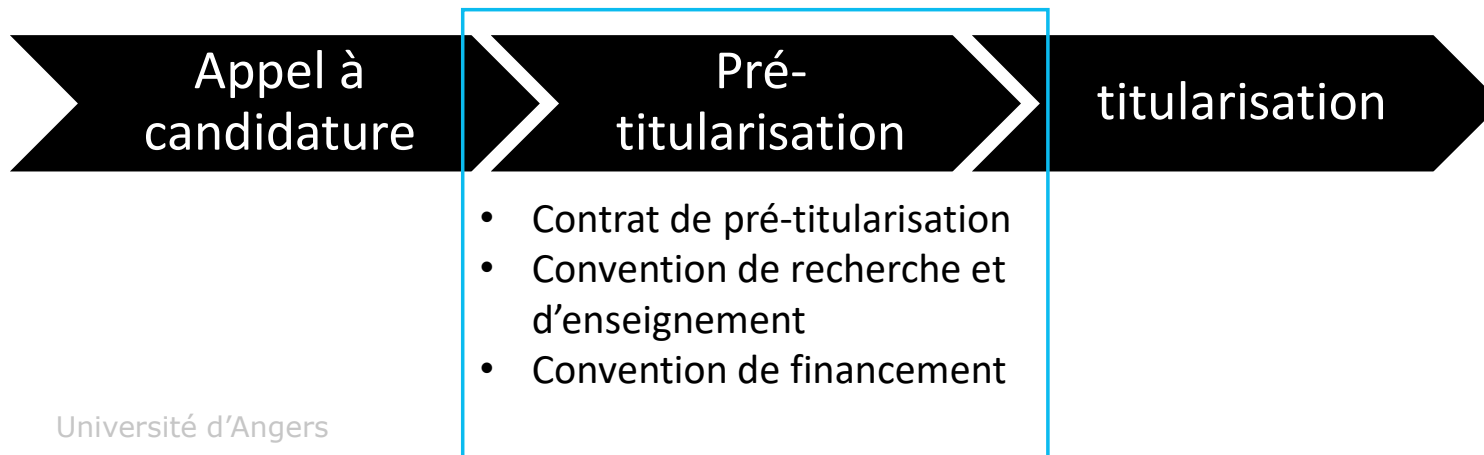 Appel à
candidature
Pré-
titularisation
titularisation
• Contrat de pré-titularisation
• Convention de recherche et
d’enseignement
• Convention de financement
Université d’Angers